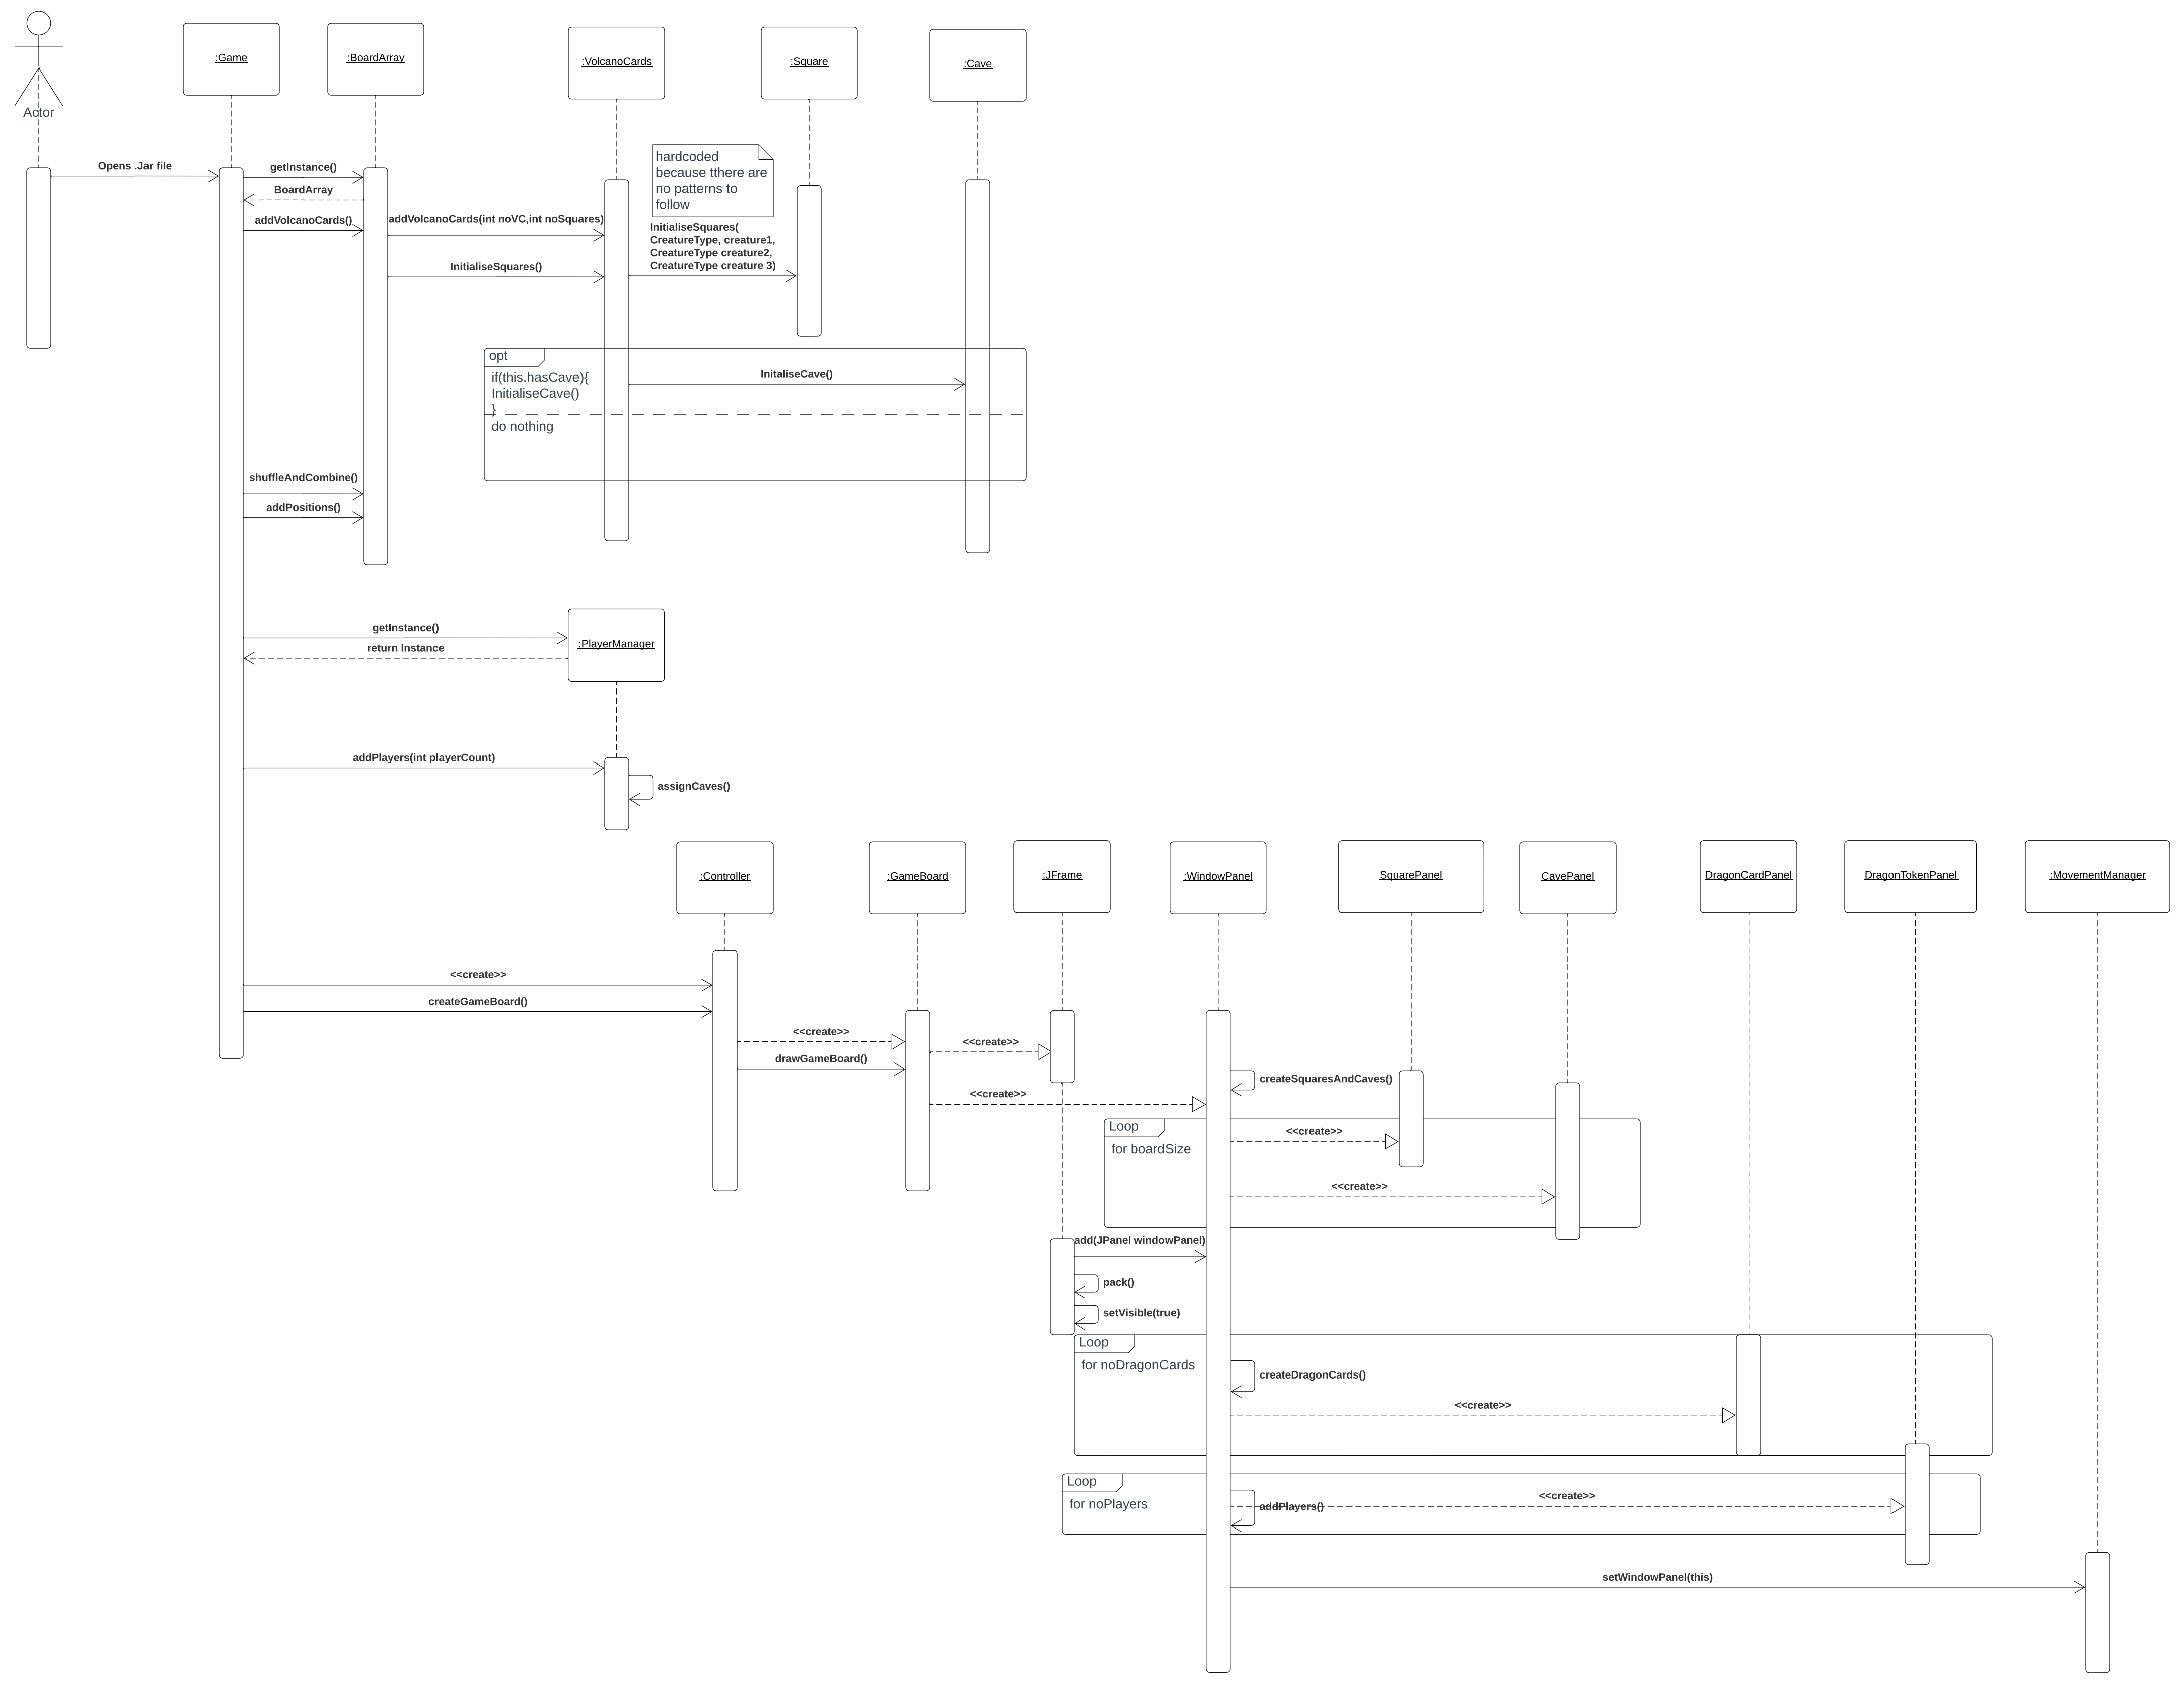 Actor
:Game
:BoardArray
:VolcanoCards
:Square
:Cave
Opens .Jar file
getInstance()
BoardArray
addVolcanoCards()
addVolcanoCards(int noVC,int noSquares)
hardcoded
because tthere are
no patterns to
follow
InitialiseSquares()
InitialiseSquares(
CreatureType, creature1,
CreatureType creature2,
CreatureType creature 3)
opt
if(this.hasCave){
InitialiseCave()
}
do nothing
InitaliseCave()
shuffleAndCombine()
addPositions()
getInstance()
return Instance
:PlayerManager
addPlayers(int playerCount)
assignCaves()
:Controller
:GameBoard
:JFrame
:WindowPanel
SquarePanel
CavePanel
DragonCardPanel
DragonTokenPanel
:MovementManager
<<create>>
createGameBoard()
<<create>>
drawGameBoard()
<<create>>
<<create>>
createSquaresAndCaves()
Loop
for boardSize
<<create>>
<<create>>
add(JPanel windowPanel)
pack()
setVisible(true)
Loop
for noDragonCards
createDragonCards()
<<create>>
Loop
for noPlayers
addPlayers()
<<create>>
setWindowPanel(this)